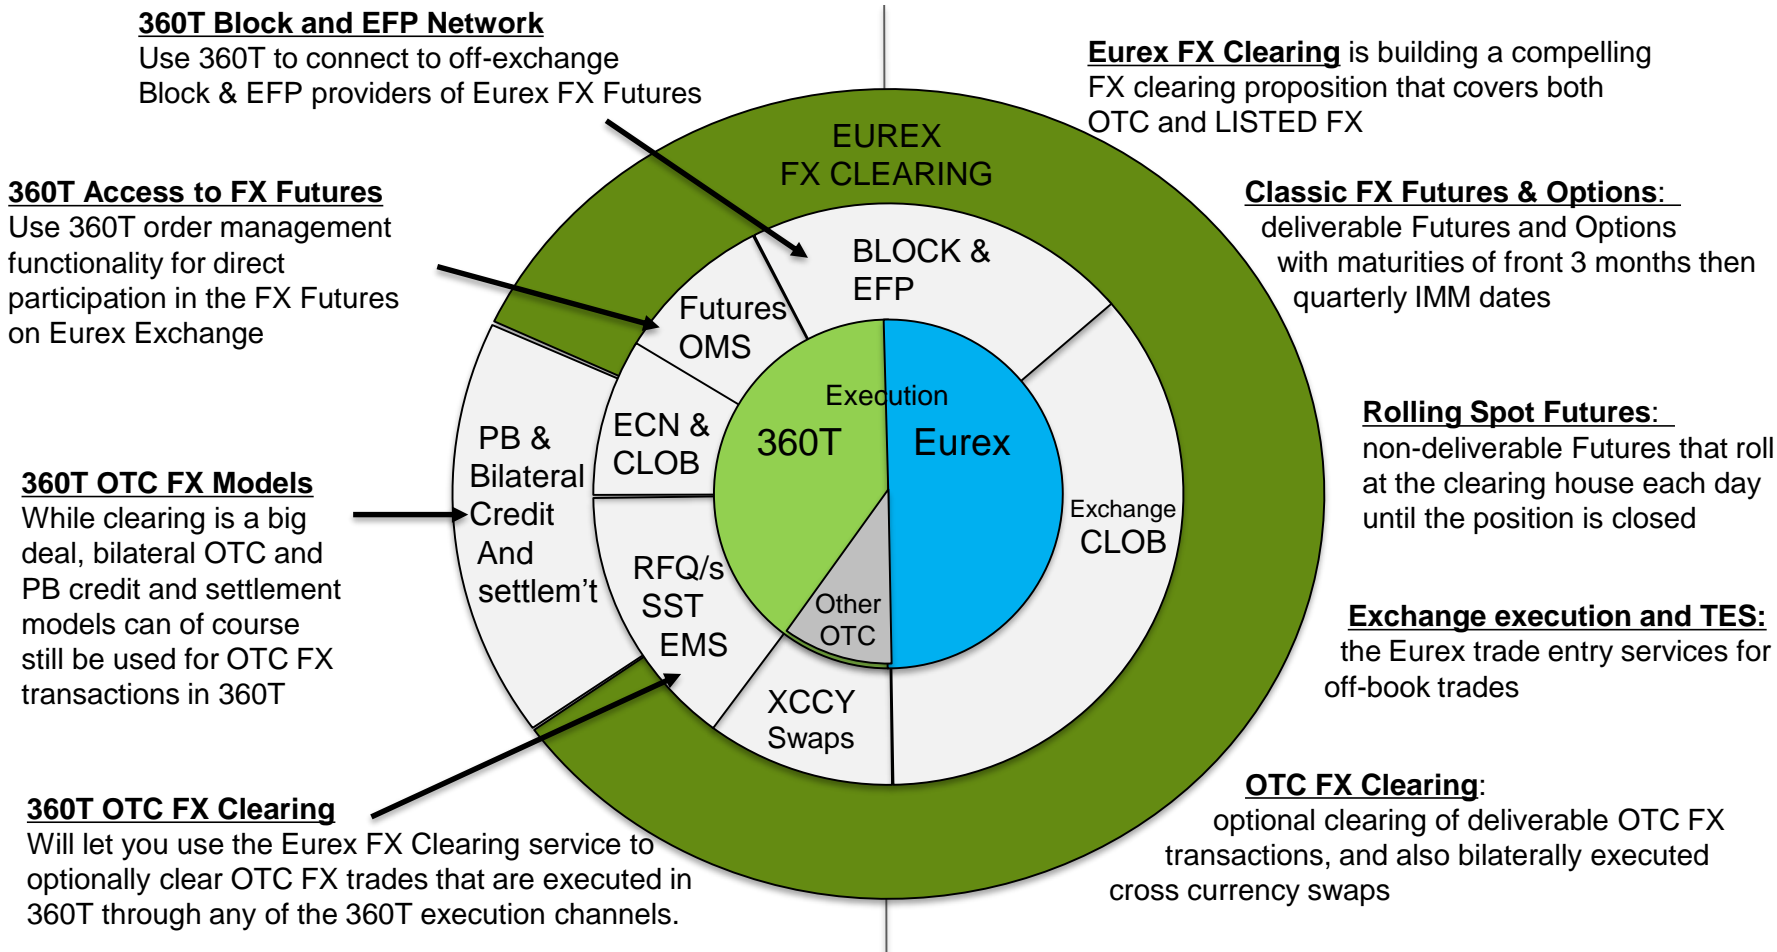 360T Block and EFP Network
Use 360T to connect to off-exchange
Block & EFP providers of Eurex FX Futures
360T Access to FX Futures
Use 360T order management
functionality for direct
participation in the FX Futures
on Eurex Exchange
360T OTC FX Models
While clearing is a big
deal, bilateral OTC and
PB credit and settlement
models can of course
still be used for OTC FX
transactions in 360T
360T OTC FX Clearing
Will let you use the Eurex FX Clearing service to
optionally clear OTC FX trades that are executed in
360T through any of the 360T execution channels.
EUREX
FX CLEARING
BLOCK &
EFP
Futures
OMS
ECN &
CLOB
PB &
Bilateral
Credit
And
settlem't
RFQ/s
SST
EMS
XCCY
Swaps
Execution
360T
Eurex
Other
OTC
Exchange
CLOB
Eurex FX Clearing is building a compelling
FX clearing proposition that covers both
OTC and LISTED FX
Classic FX Futures & Options:
deliverable Futures and Options
with maturities of front 3 months then
quarterly IMM dates
Rolling Spot Futures:
non-deliverable Futures that roll
at the clearing house each day
until the position is closed
Exchange execution and TES:
the Eurex trade entry services for
off-book trades
OTC FX Clearing:
optional clearing of deliverable OTC FX
transactions, and also bilaterally executed
cross currency swaps